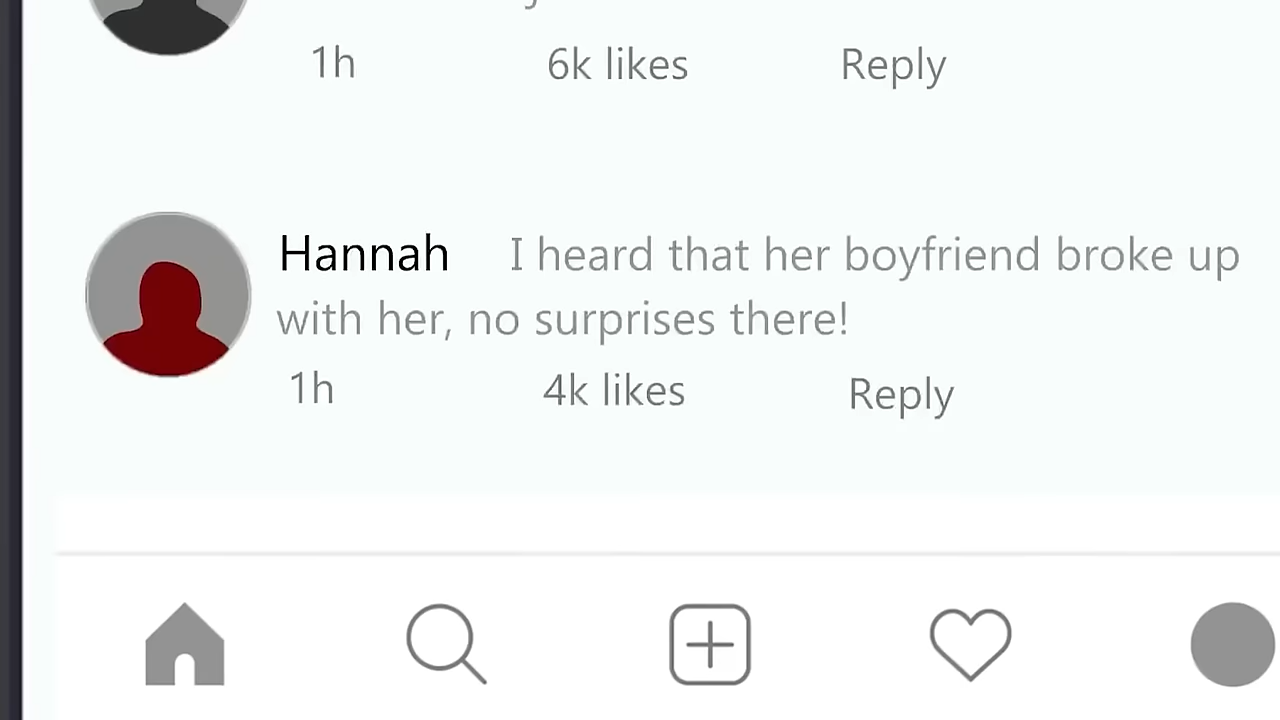 1h 6k likes Reply
Hannah I heard that her boyfriend broke up
with her, no surprises there!
1h 4k likes Reply